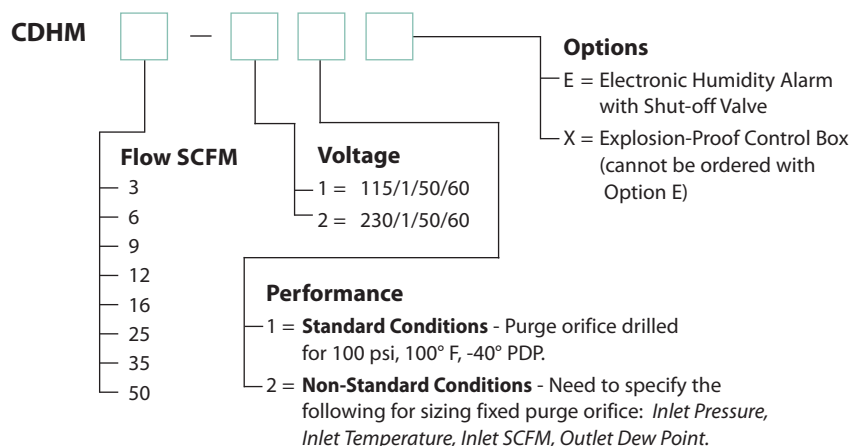 CDHM —
Options
E = Electronic Humidity Alarm
with Shut-off Valve
X = Explosion-Proof Control Box
(cannot be ordered with
Option E)
Flow SCFM
3
6
9
12
16
25
35
50
Voltage
1 = 115/1/50/60
2 = 230/1/50/60
Performance
1 = Standard Conditions - Purge orifice drilled
for 100 psi, 100° F, -40° PDP.
2 = Non-Standard Conditions - Need to specify the
following for sizing fixed purge orifice: Inlet Pressure,
Inlet Temperature, Inlet SCFM, Outlet Dew Point.